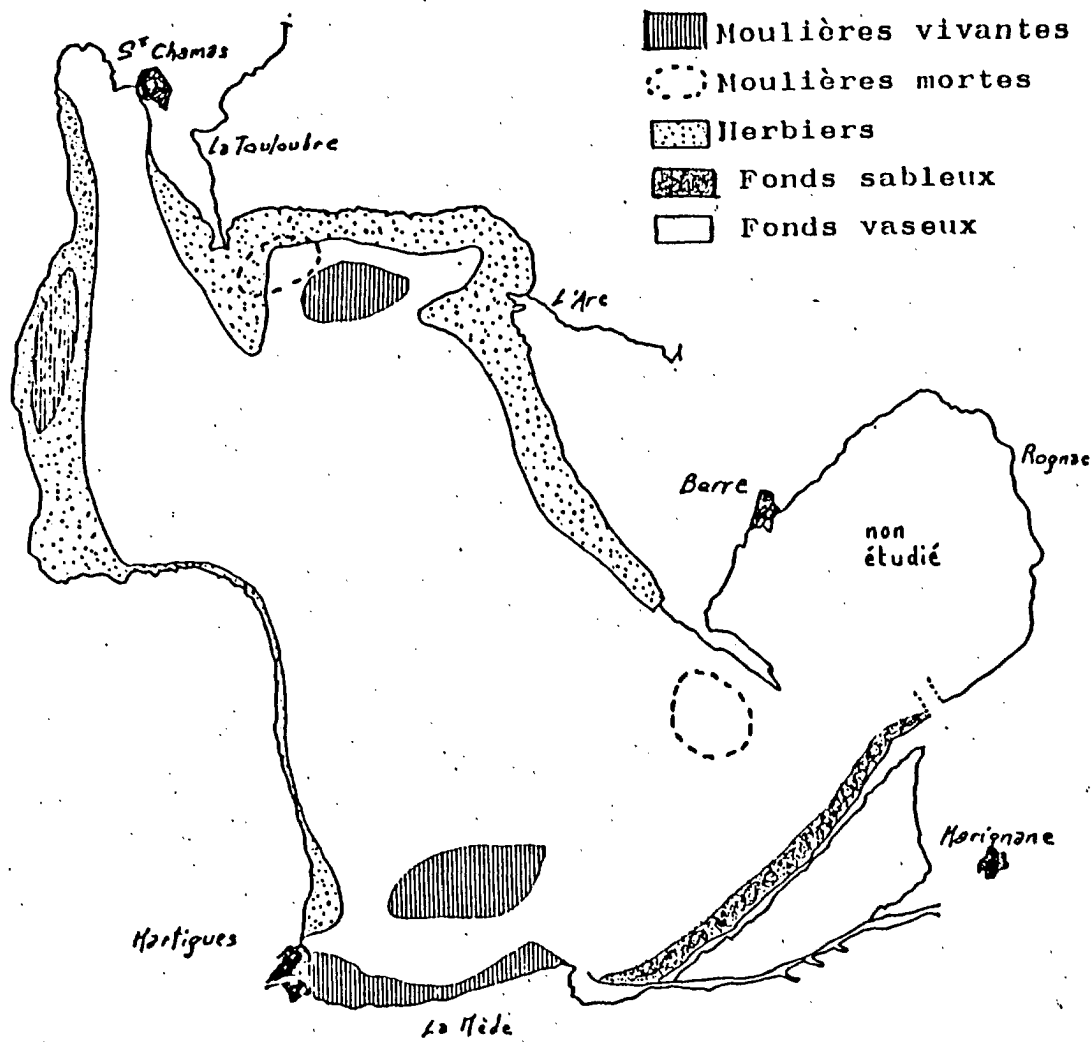 Moulières vivantes
Moulières mortes
Herbiers
Fonds sableux
Fonds vaseux
St Chamas
La Touloubre
L'Arc
Barre
Rognac
non
étudié
Marignane
Martigues
La Mède